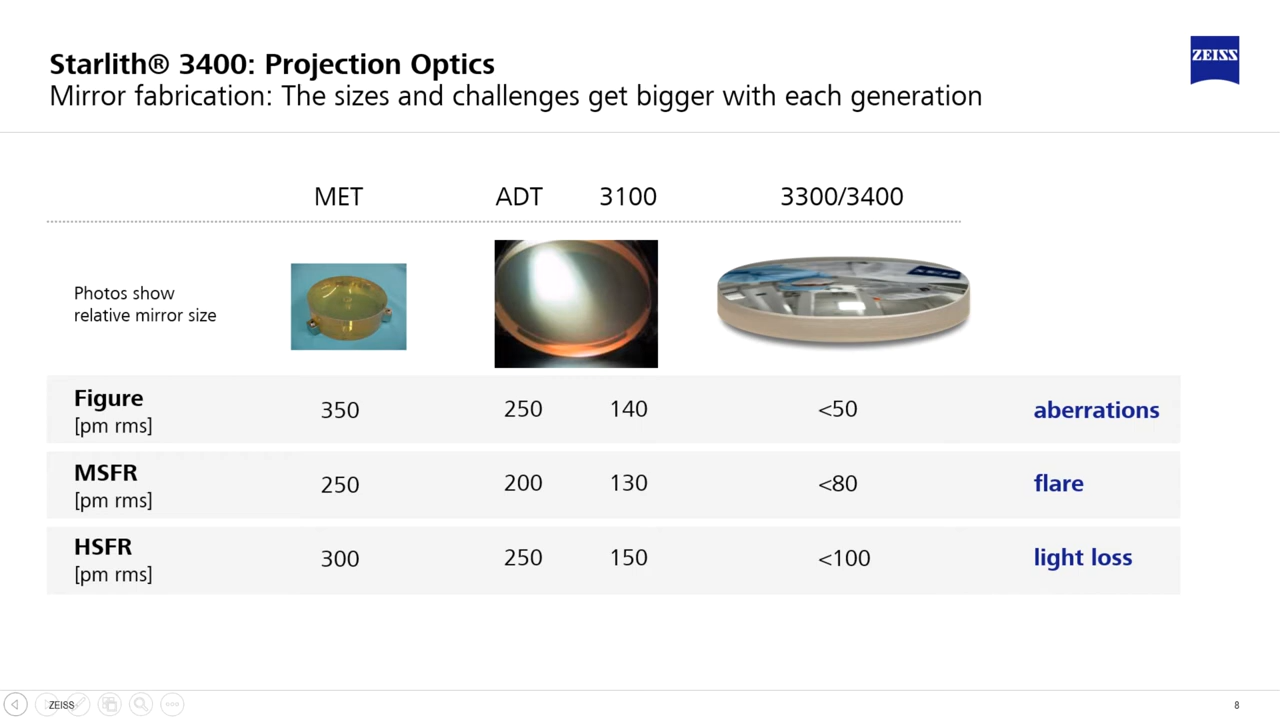 Starlith® 3400: Projection Optics
Mirror fabrication: The sizes and challenges get bigger with each generation
ZEISS
MET ADT 3100 3300/3400
Photos show
relative mirror size
Figure
[pm rms]
350 250 140 <50 aberrations
MSFR
[pm rms]
250 200 130 <80 flare
HSFR
[pm rms]
300 250 150 <100 light loss
ZEISS
8